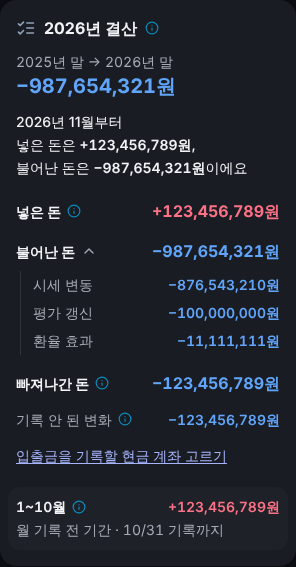 2026년 결산
2025년 말 → 2026년 말
−987,654,321원
2026년 11월부터
넣은 돈은 +123,456,789원,
불어난 돈은 −987,654,321원이에요
넣은 돈 +123,456,789원
불어난 돈 −987,654,321원
시세 변동 −876,543,210원
평가 갱신 −100,000,000원
환율 효과 −11,111,111원
빠져나간 돈 −123,456,789원
기록 안 된 변화 −123,456,789원
입출금을 기록할 현금 계좌 고르기
1~10월 +123,456,789원
월 기록 전 기간 · 10/31 기록까지